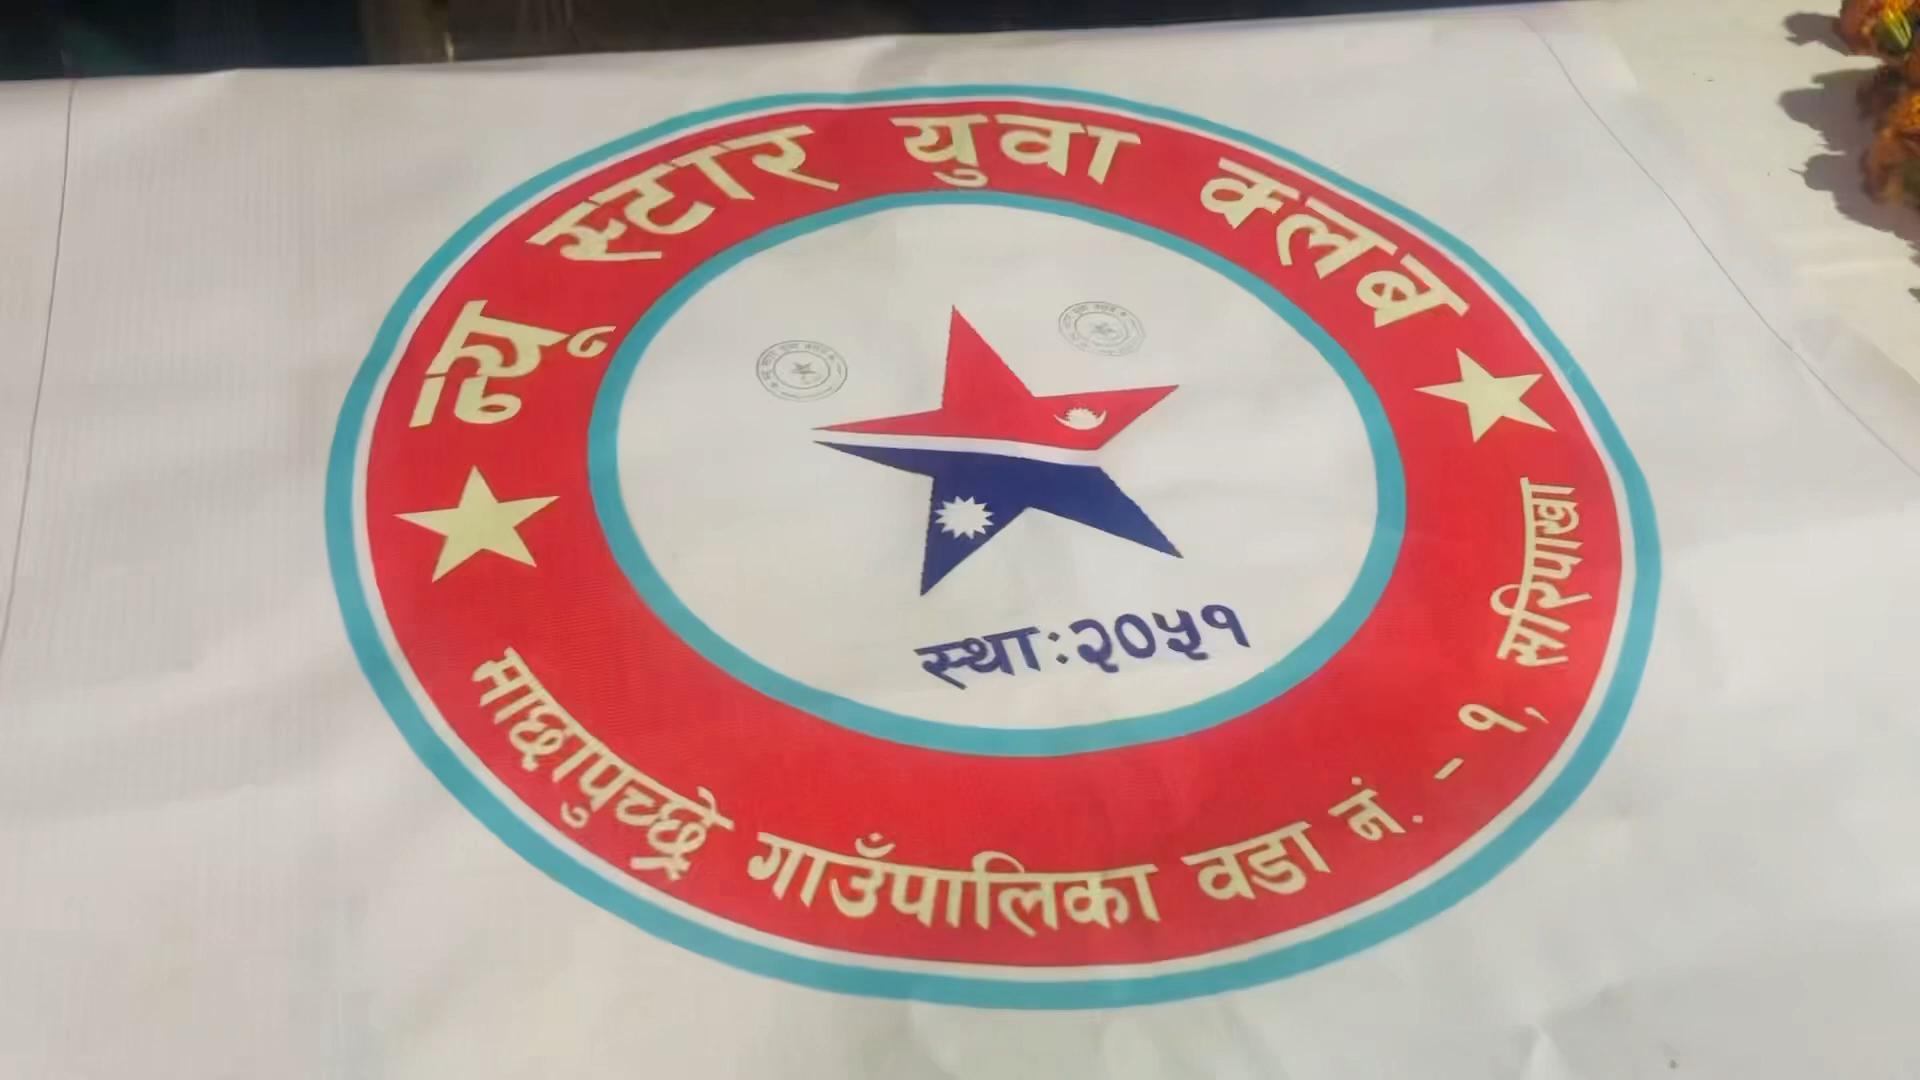 न्यू स्टार युवा क्लब
स्था:२०५१
माछापुच्छ्रे गाउँपालिका वडा नं. - १, सरिपाखा